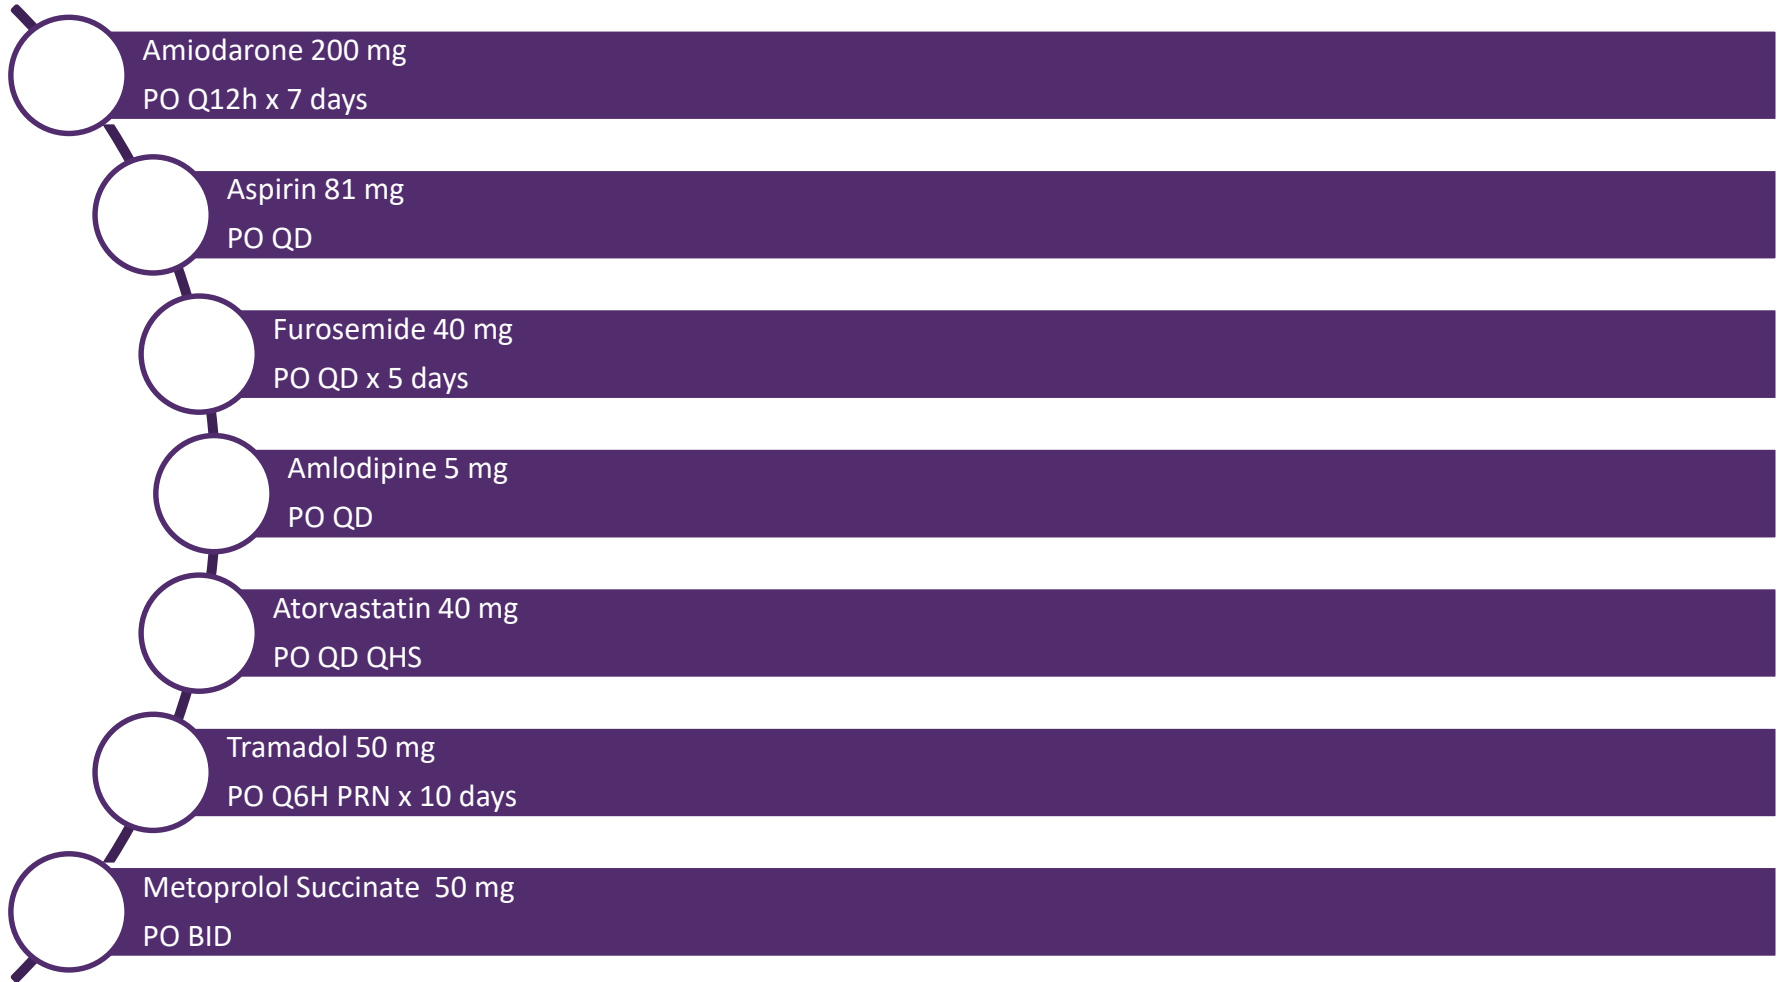 Amiodarone 200 mg
PO Q12h x 7 days
Aspirin 81 mg
PO QD
Furosemide 40 mg
PO QD x 5 days
Amlodipine 5 mg
PO QD
Atorvastatin 40 mg
PO QD QHS
Tramadol 50 mg
PO Q6H PRN x 10 days
Metoprolol Succinate  50 mg
PO BID